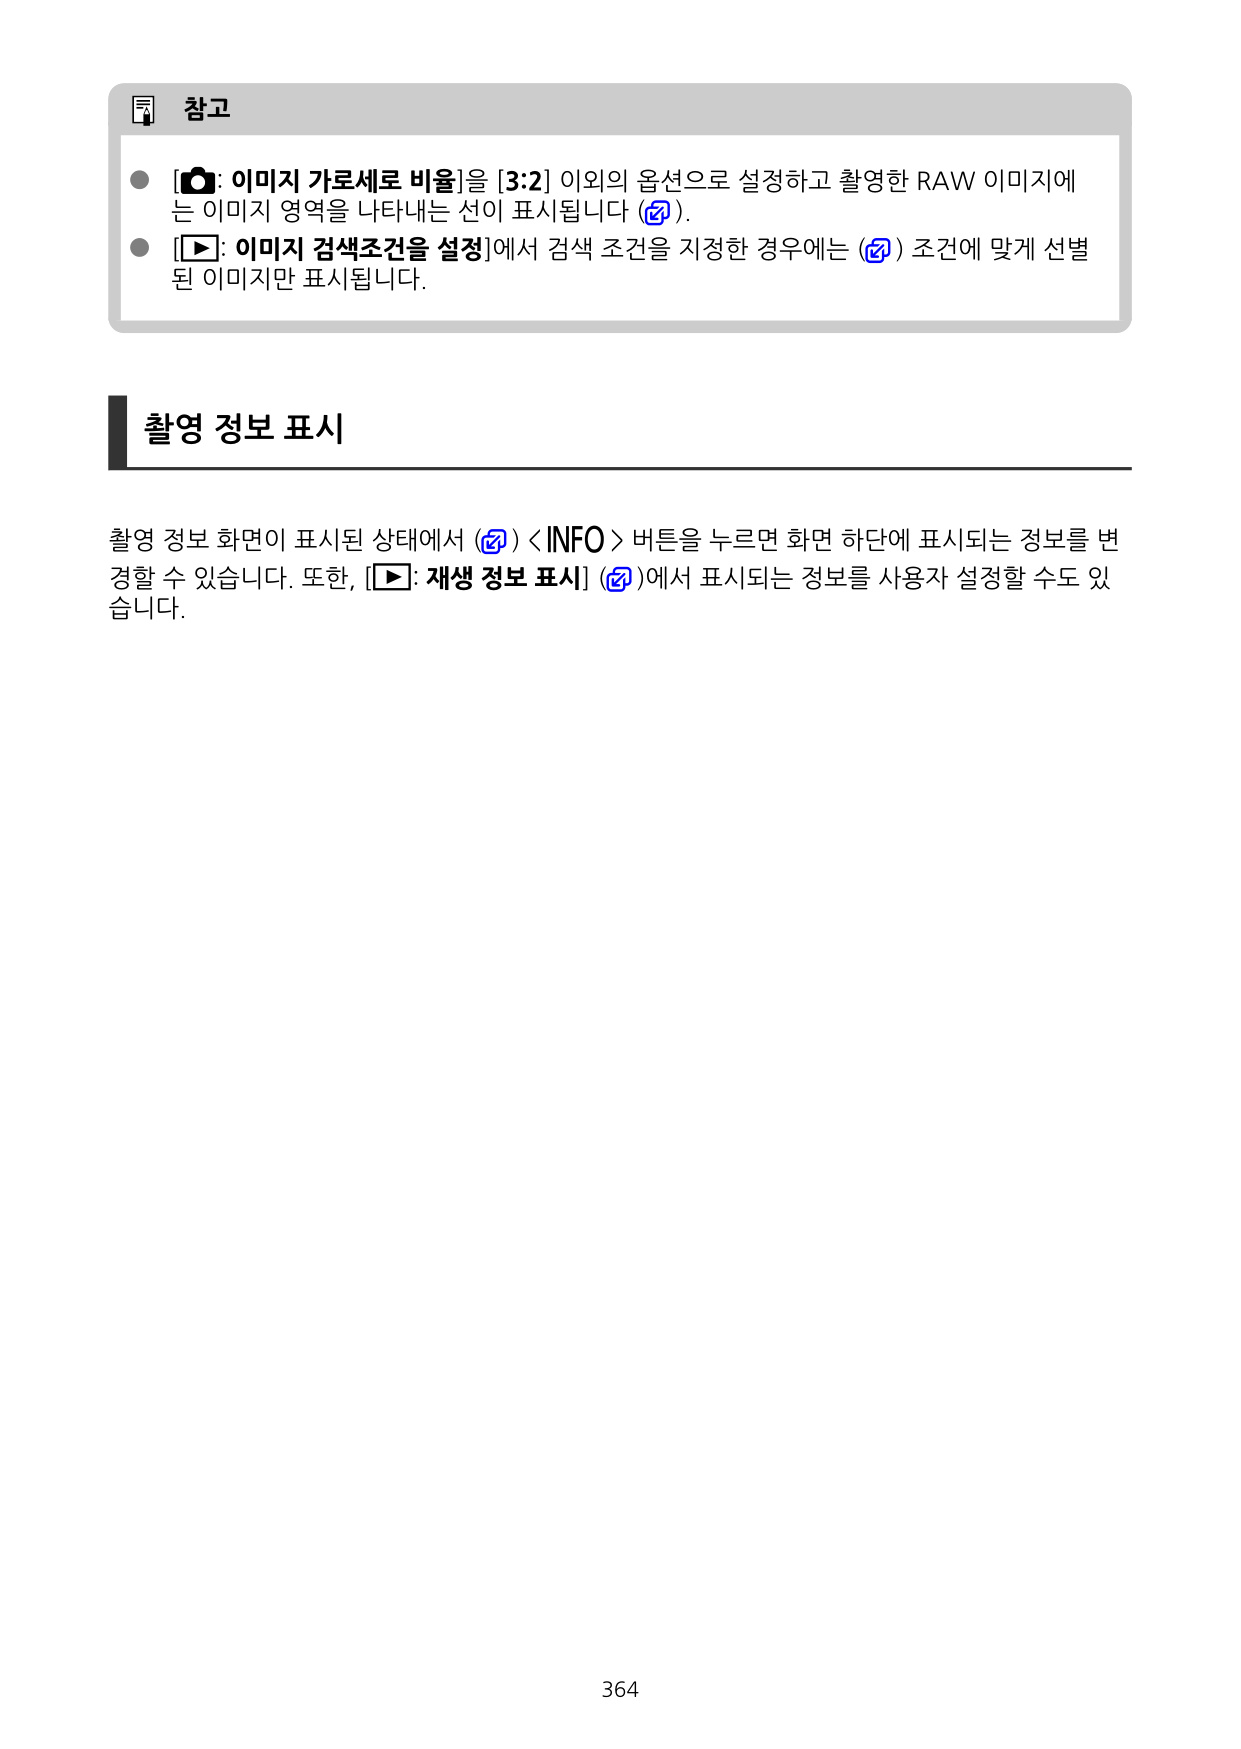 참고
[: 이미지 가로세로 비율]을 [3:2] 이외의 옵션으로 설정하고 촬영한 RAW 이미지에
는 이미지 영역을 나타내는 선이 표시됩니다 ().
[: 이미지 검색조건을 설정]에서 검색 조건을 지정한 경우에는 () 조건에 맞게 선별
된 이미지만 표시됩니다.
촬영 정보 표시
촬영 정보 화면이 표시된 상태에서 () <INFO> 버튼을 누르면 화면 하단에 표시되는 정보를 변
경할 수 있습니다. 또한, [: 재생 정보 표시] ()에서 표시되는 정보를 사용자 설정할 수도 있
습니다.
364